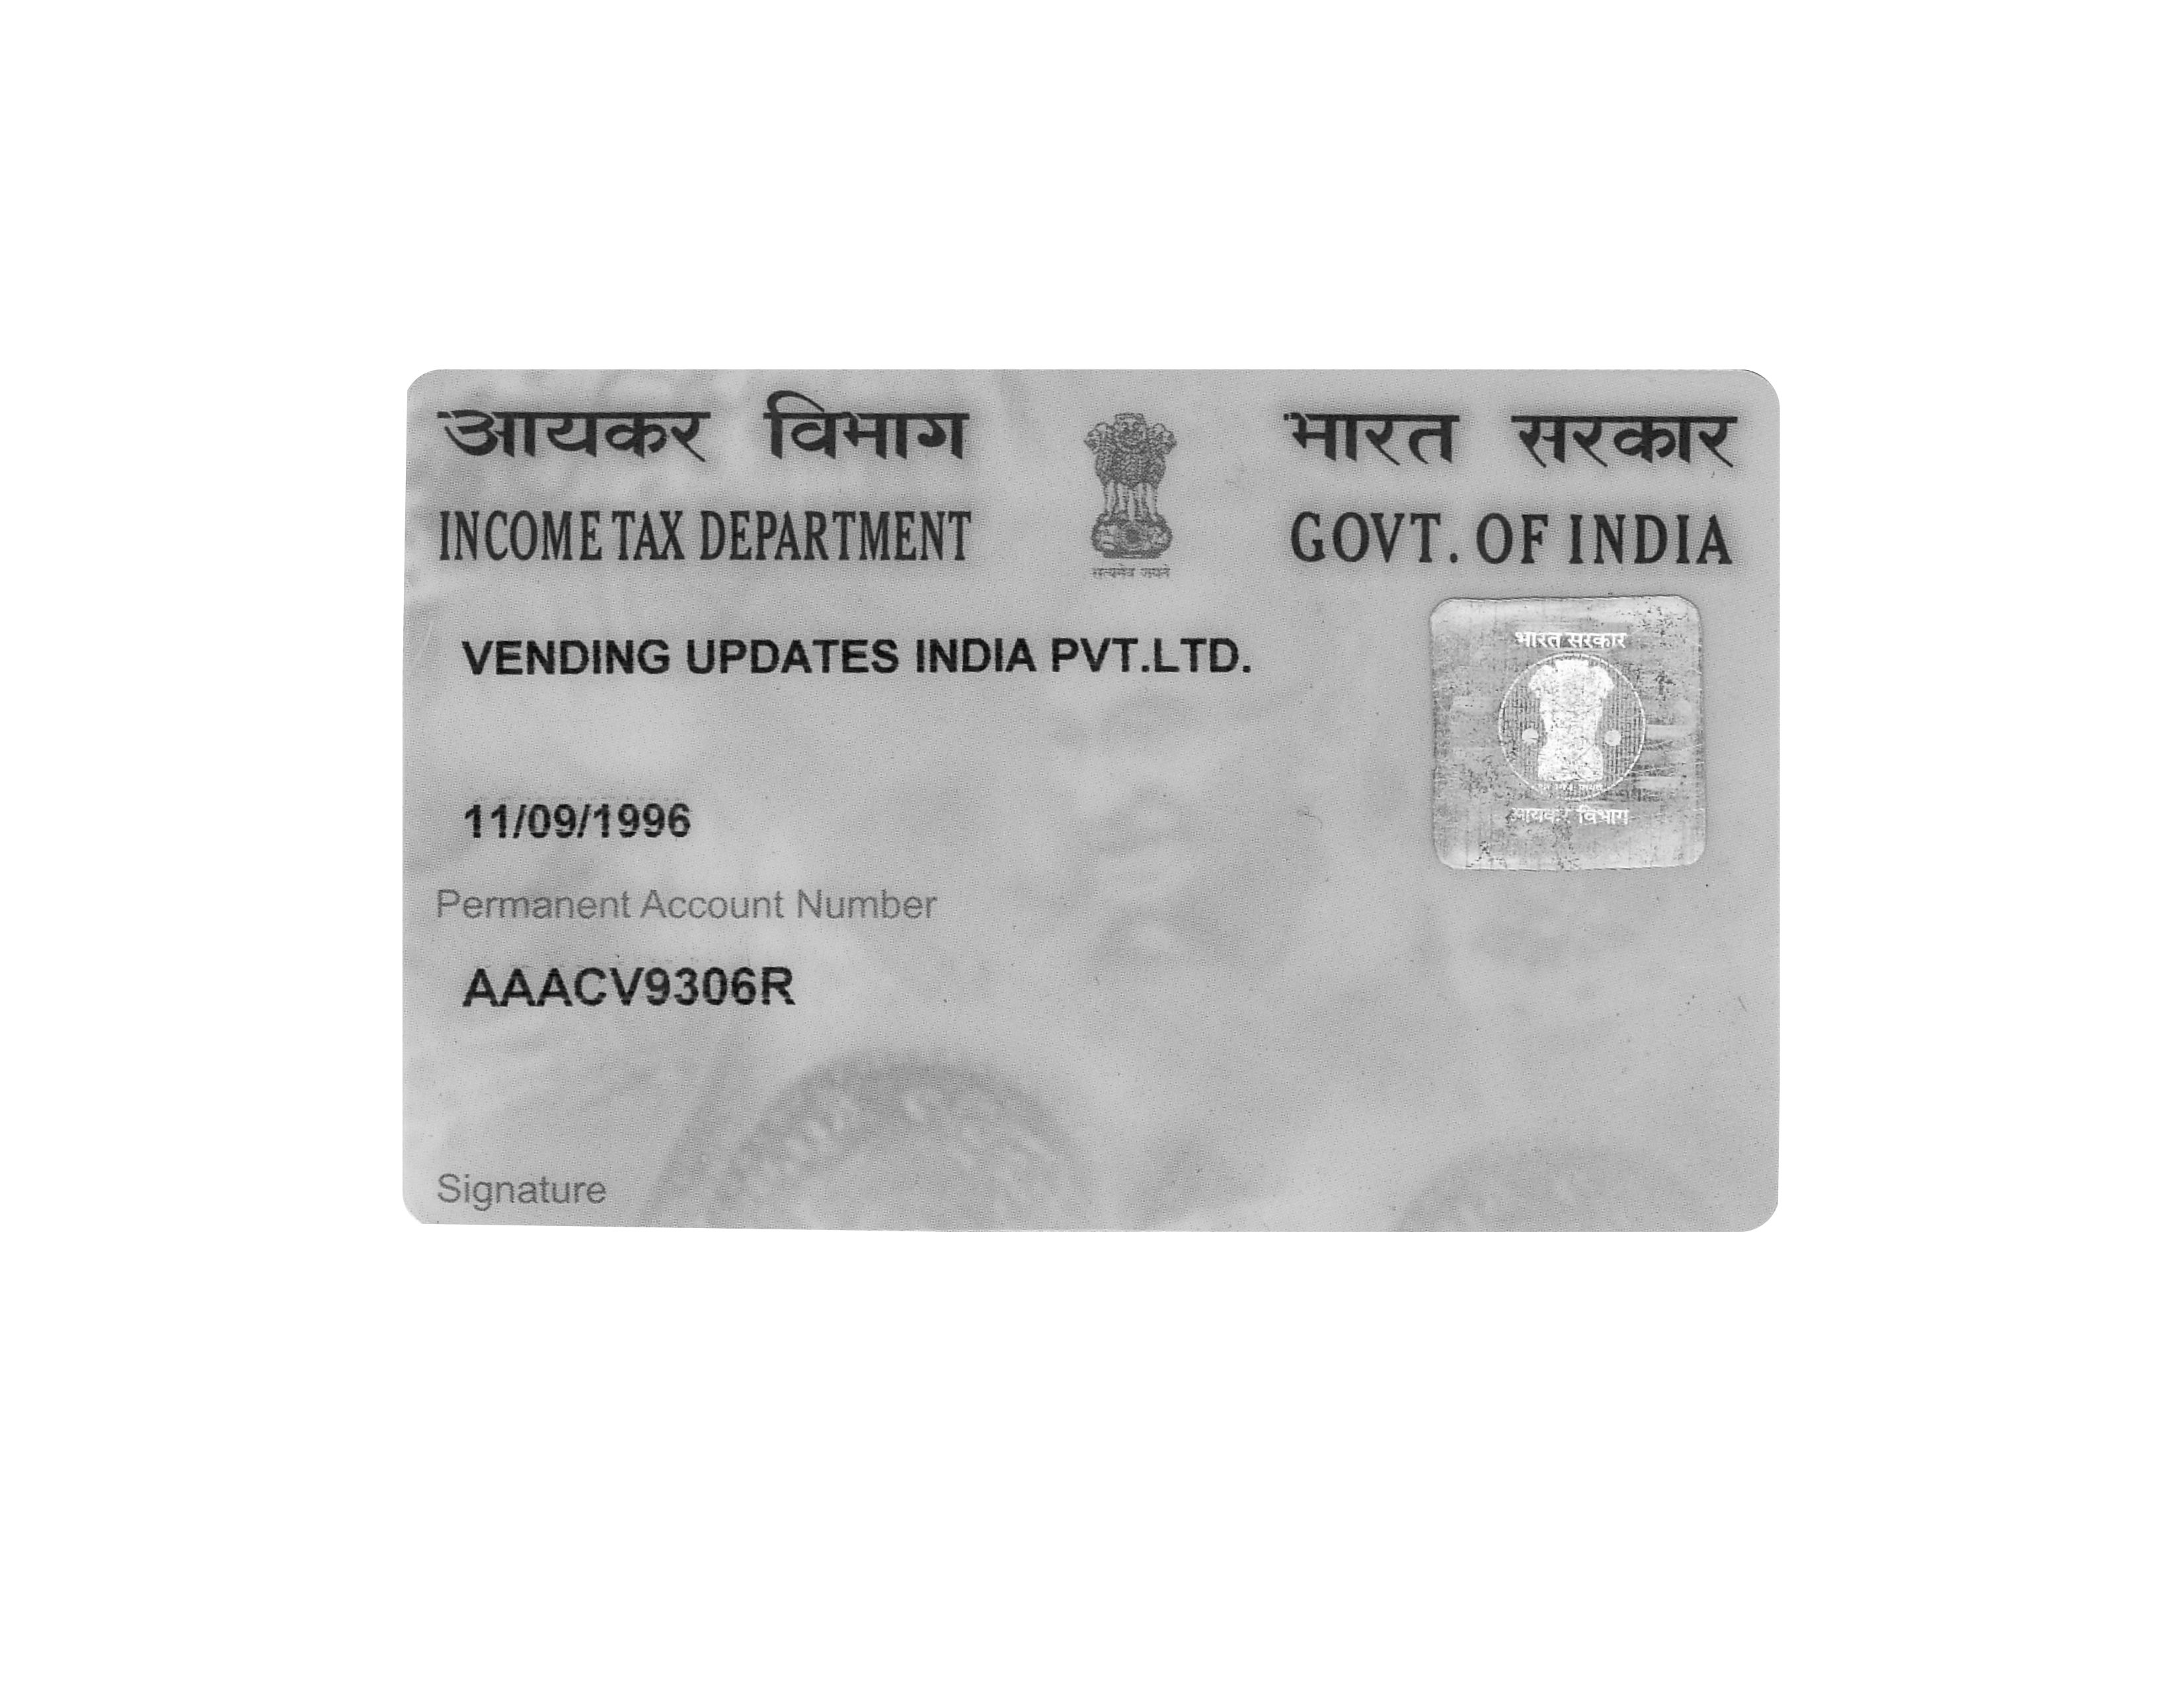 आयकर विभाग
भारत सरकार
INCOME TAX DEPARTMENT
GOVT. OF INDIA
सत्यमेव जयते
VENDING UPDATES INDIA PVT.LTD.
भारत सरकार
आयकर विभाग
11/09/1996
Permanent Account Number
AAACV9306R
Signature